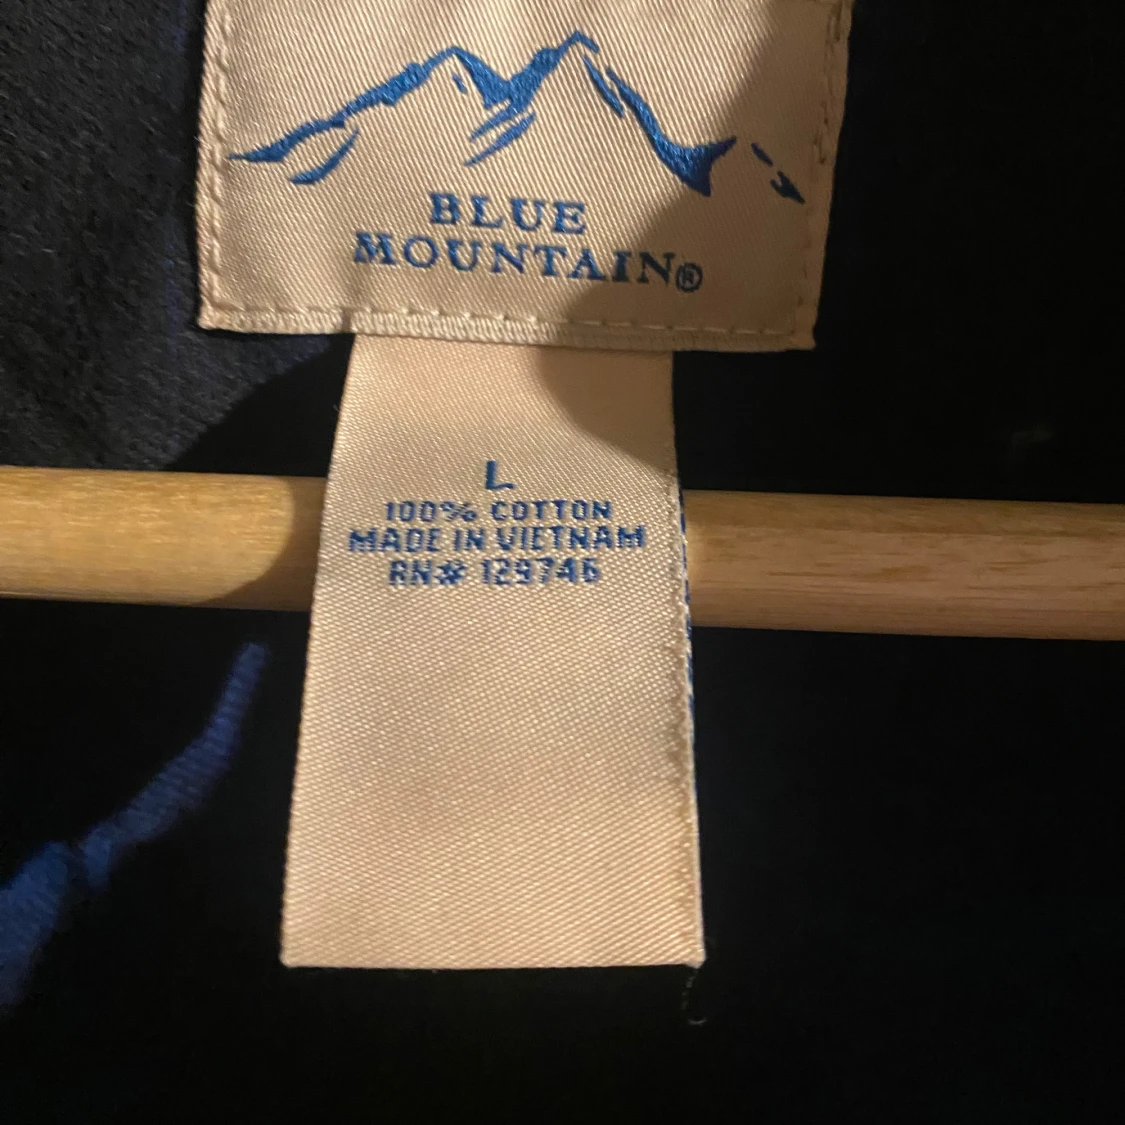 BLUE
MOUNTAIN®
L
100% COTTON
MADE IN VIETNAM
RN# 129746